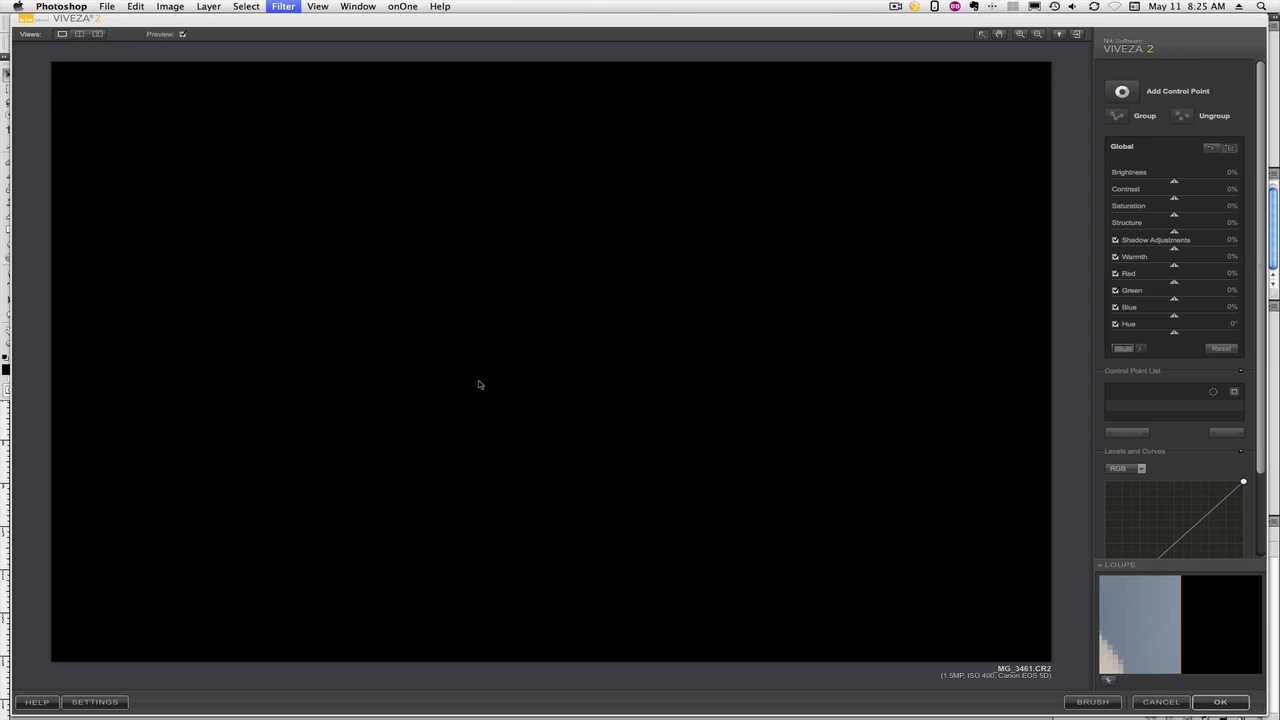 Photoshop File Edit Image Layer Select Filter View Window onOne Help May 11 8:25 AM
VIVEZA® 2
Views: Preview:
Nik Software
VIVEZA 2
Add Control Point
Group Ungroup
Global
Brightness 0%
Contrast 0%
Saturation 0%
Structure 0%
Shadow Adjustments 0%
Warmth 0%
Red 0%
Green 0%
Blue 0%
Hue 0°
Reset
Control Point List
Levels and Curves
RGB
LOUPE
MG_3461.CR2
(1.5MP, ISO 400, Canon EOS 5D)
HELP SETTINGS BRUSH CANCEL OK